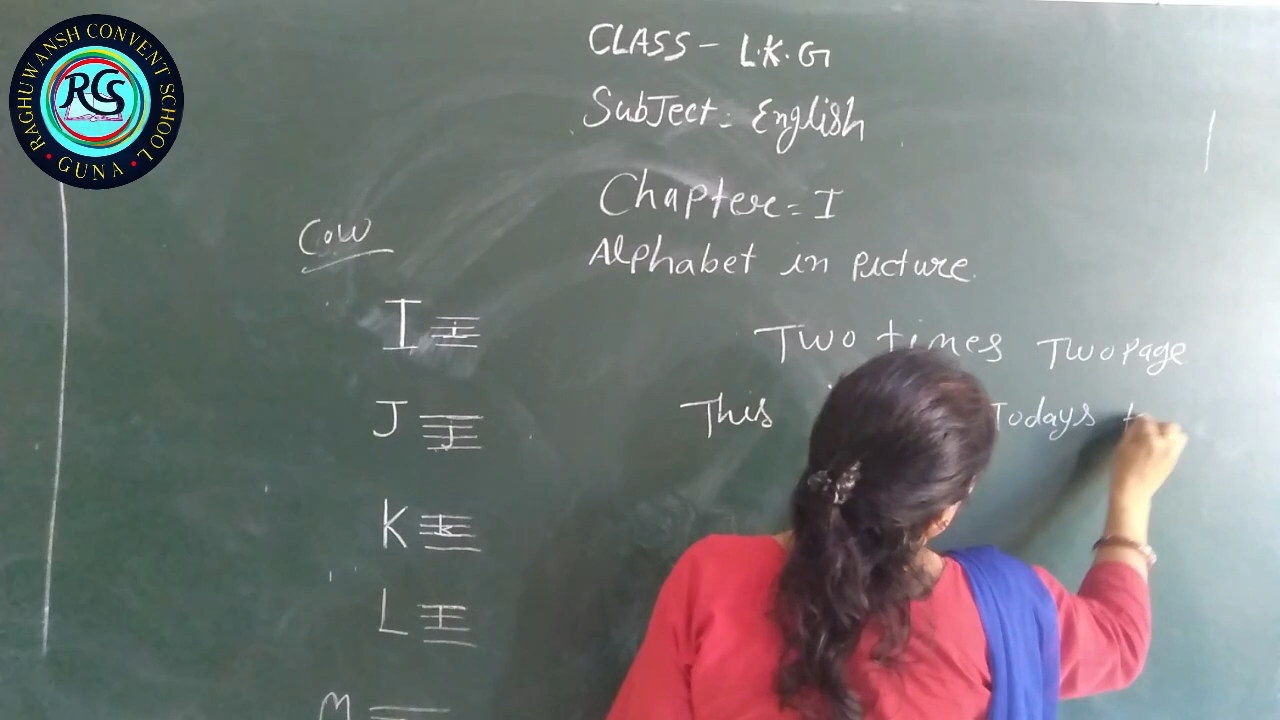 RAGHUWANSH CONVENT SCHOOL
RCS
• GUNA •
CLASS - L.K.G
SubJect = English
Chapter = I
Alphabet in picture.
Cow
I i
J j
K k
L l
M
Two times Two page
This Todays